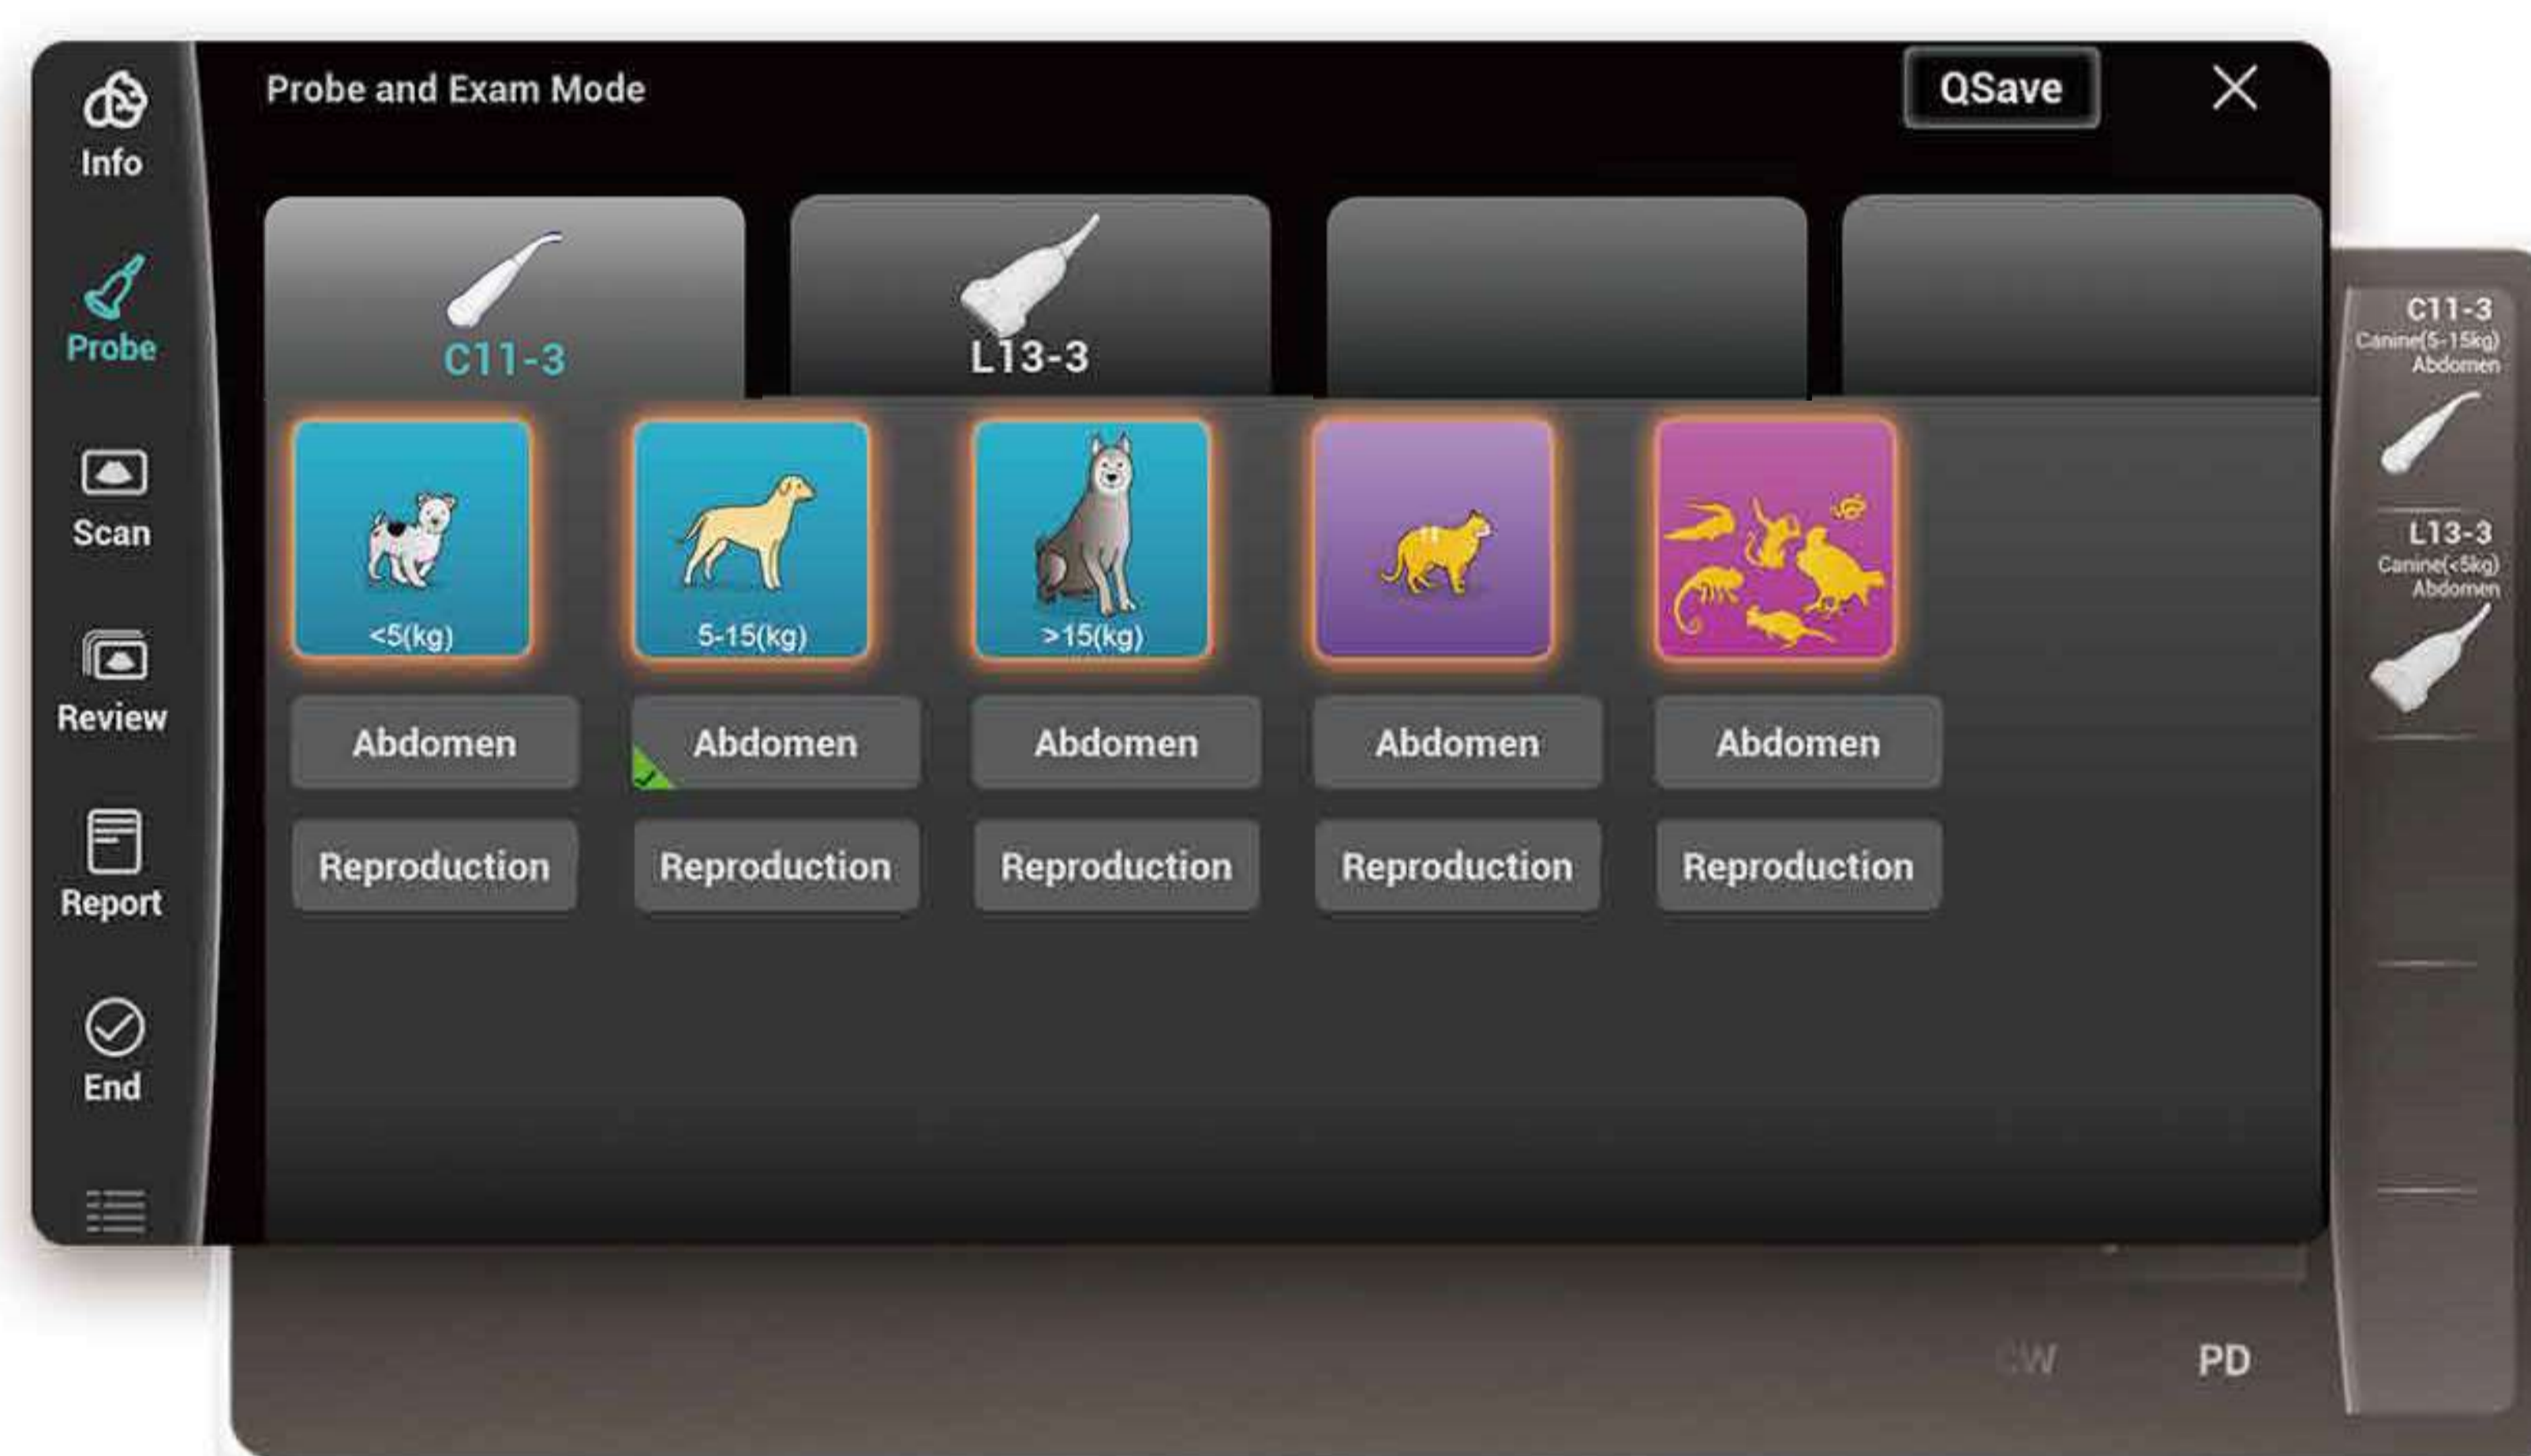 Info
Probe
Scan
Review
Report
End
Probe and Exam Mode
QSave
C11-3
L13-3
<5(kg)
5-15(kg)
>15(kg)
Abdomen
Abdomen
Abdomen
Abdomen
Abdomen
Reproduction
Reproduction
Reproduction
Reproduction
Reproduction
C11-3
Canine(5-15kg)
Abdomen
L13-3
Canine(<5kg)
Abdomen
PD